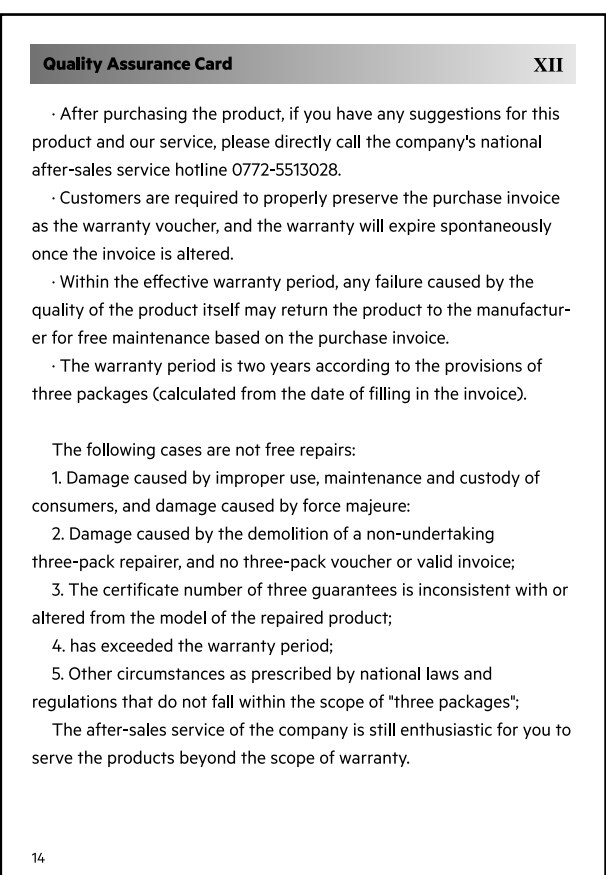 Quality Assurance Card XII
· After purchasing the product, if you have any suggestions for this
product and our service, please directly call the company's national
after-sales service hotline 0772-5513028.
· Customers are required to properly preserve the purchase invoice
as the warranty voucher, and the warranty will expire spontaneously
once the invoice is altered.
· Within the effective warranty period, any failure caused by the
quality of the product itself may return the product to the manufactur-
er for free maintenance based on the purchase invoice.
· The warranty period is two years according to the provisions of
three packages (calculated from the date of filling in the invoice).
The following cases are not free repairs:
1. Damage caused by improper use, maintenance and custody of
consumers, and damage caused by force majeure:
2. Damage caused by the demolition of a non-undertaking
three-pack repairer, and no three-pack voucher or valid invoice;
3. The certificate number of three guarantees is inconsistent with or
altered from the model of the repaired product;
4. has exceeded the warranty period;
5. Other circumstances as prescribed by national laws and
regulations that do not fall within the scope of "three packages";
The after-sales service of the company is still enthusiastic for you to
serve the products beyond the scope of warranty.
14